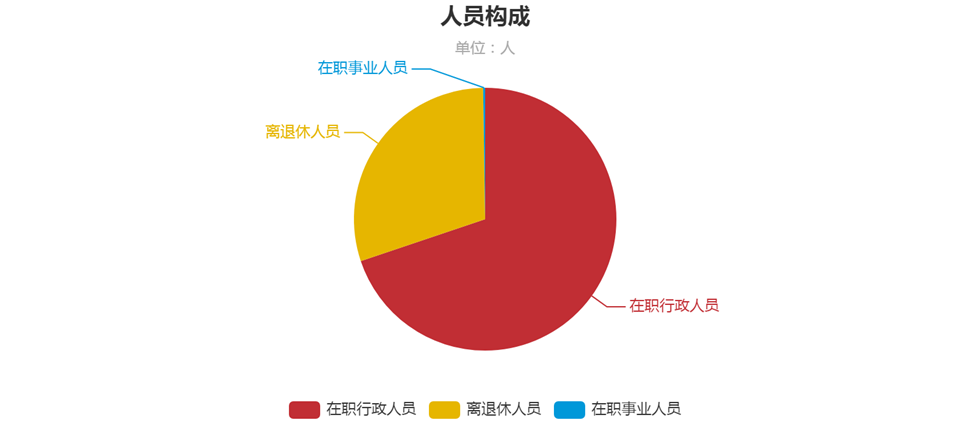 人员构成
单位：人
在职事业人员
离退休人员
在职行政人员
在职行政人员 离退休人员 在职事业人员